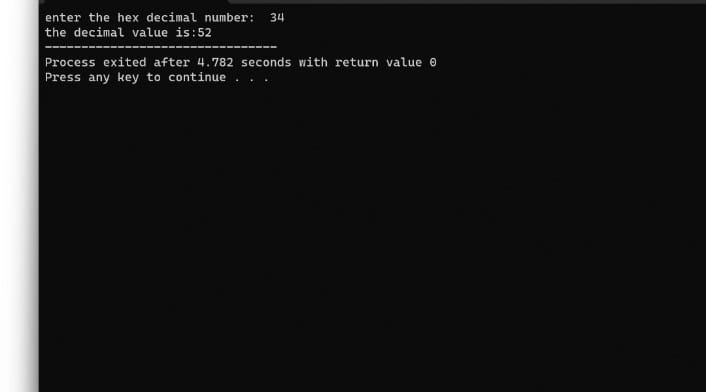 enter the hex decimal number:  34
the decimal value is:52
--------------------------------
Process exited after 4.782 seconds with return value 0
Press any key to continue . . .